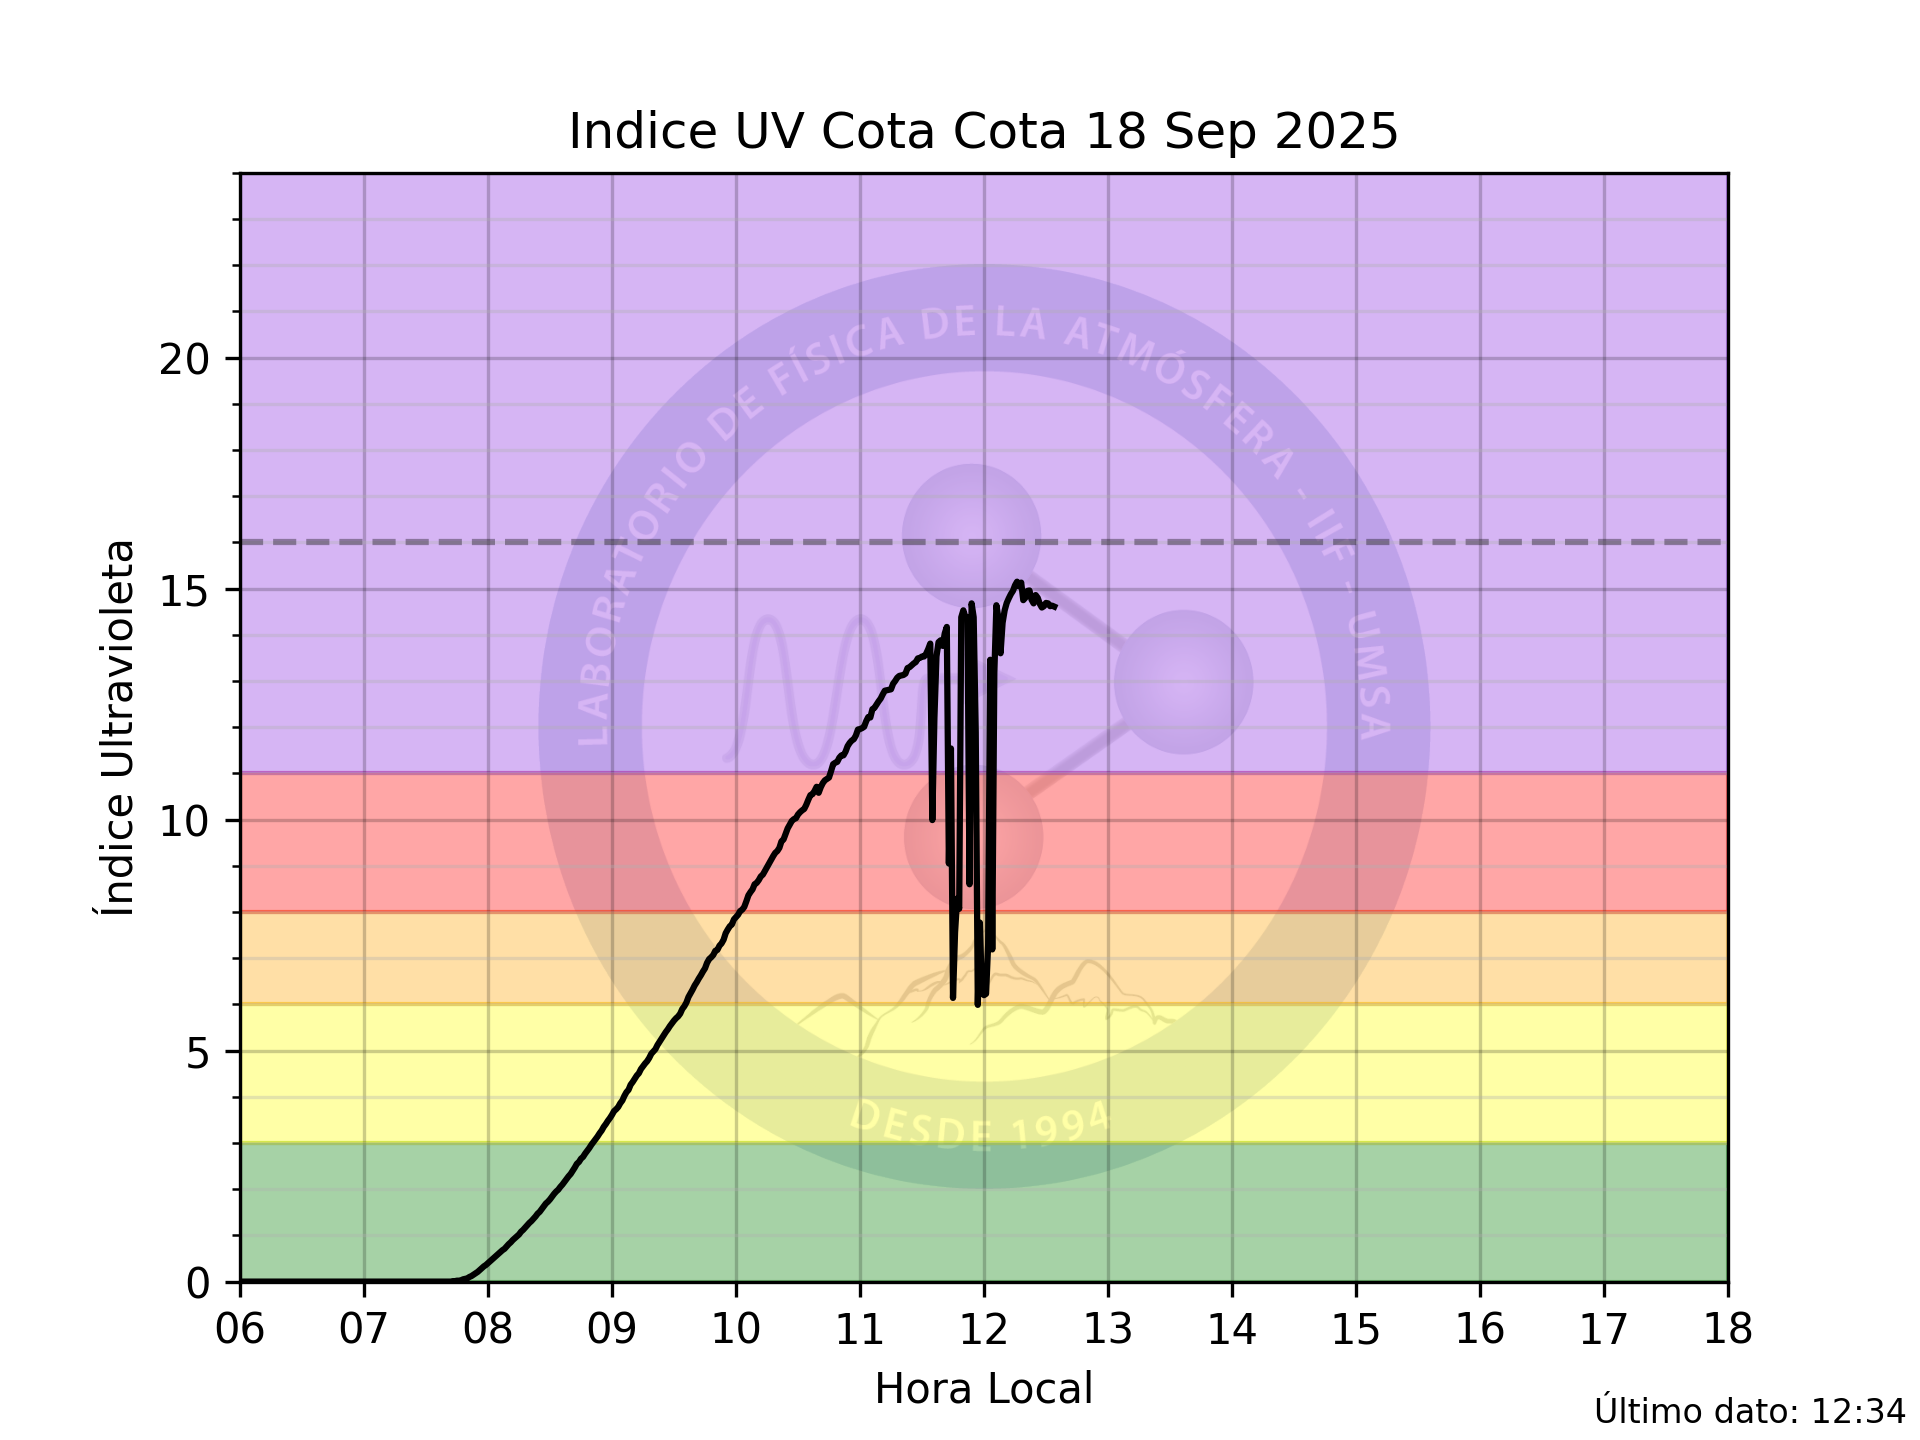 Indice UV Cota Cota 18 Sep 2025
LABORATORIO DE FÍSICA DE LA ATMÓSFERA - IIF - UMSA
DESDE 1994
Índice Ultravioleta
20
15
10
5
0
06 07 08 09 10 11 12 13 14 15 16 17 18
Hora Local
Último dato: 12:34